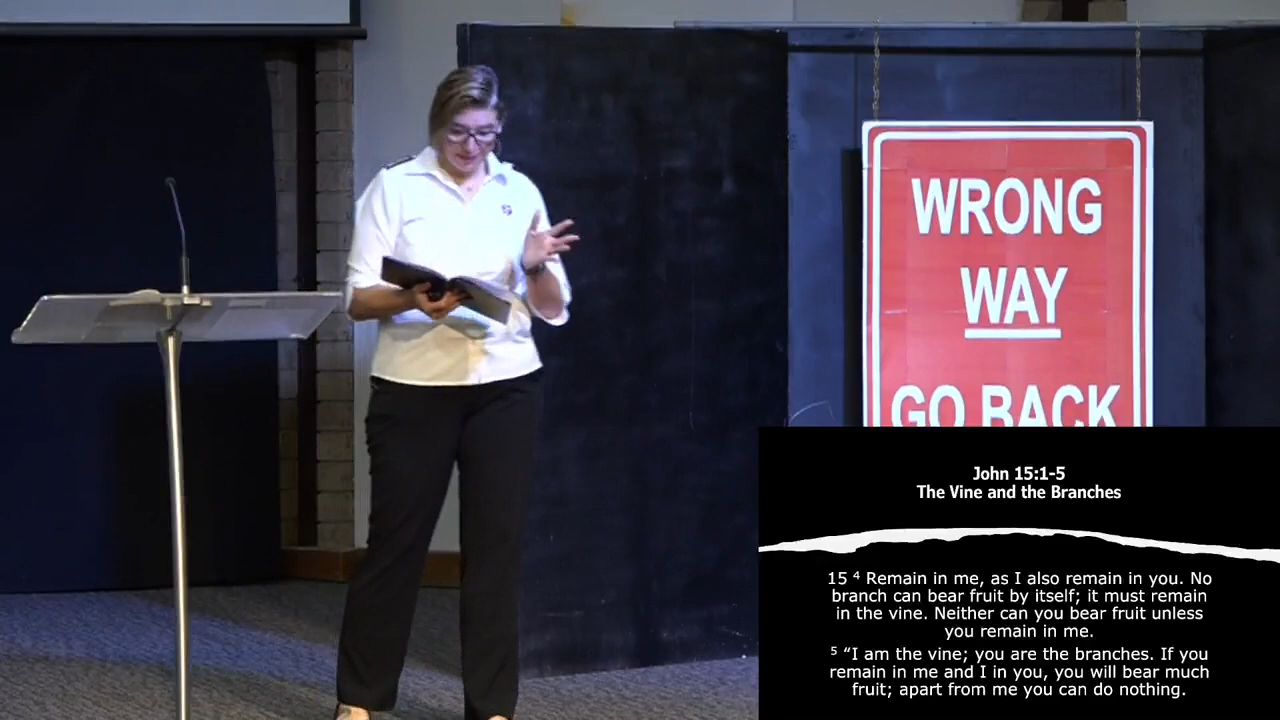 WRONG
WAY
GO BACK
John 15:1-5
The Vine and the Branches
15 ⁴ Remain in me, as I also remain in you. No
branch can bear fruit by itself; it must remain
in the vine. Neither can you bear fruit unless
you remain in me.
⁵ “I am the vine; you are the branches. If you
remain in me and I in you, you will bear much
fruit; apart from me you can do nothing.